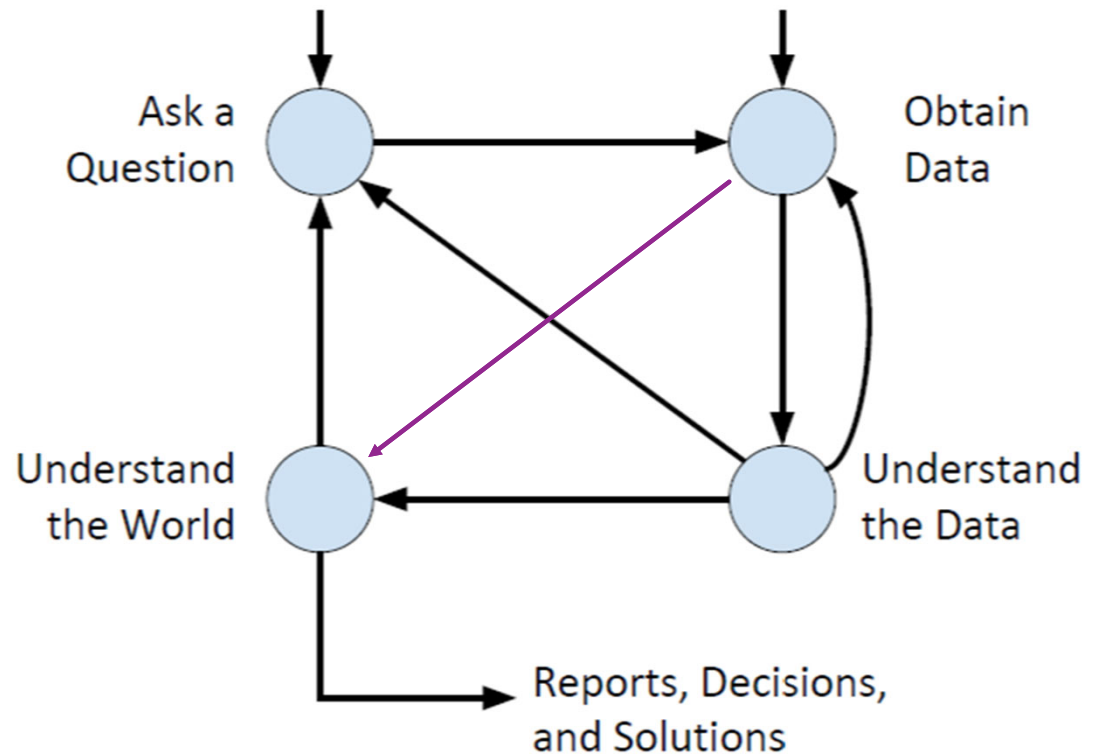 Ask a
Question
Obtain
Data
Understand
the World
Understand
the Data
Reports, Decisions,
and Solutions